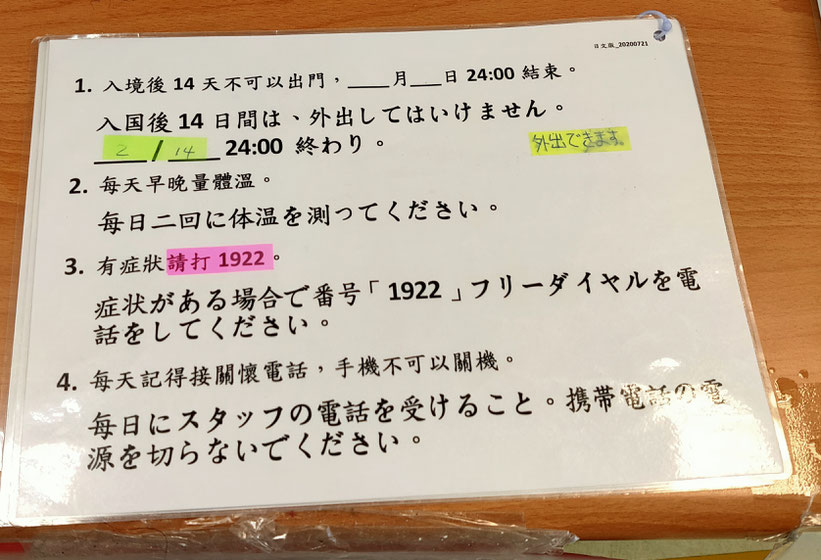 日文版_20200721
1. 入境後 14 天不可以出門，____月___日 24:00 結束。
入国後 14 日間は、外出してはいけません。
2 / 14 24:00 終わり。 外出できます。
2. 每天早晚量體溫。
每日二回に体温を測ってください。
3. 有症狀請打 1922。
症状がある場合で番号「1922」フリーダイヤルを電
話をしてください。
4. 每天記得接關懷電話，手機不可以關機。
每日にスタッフの電話を受けること。携帯電話の電
源を切らないでください。